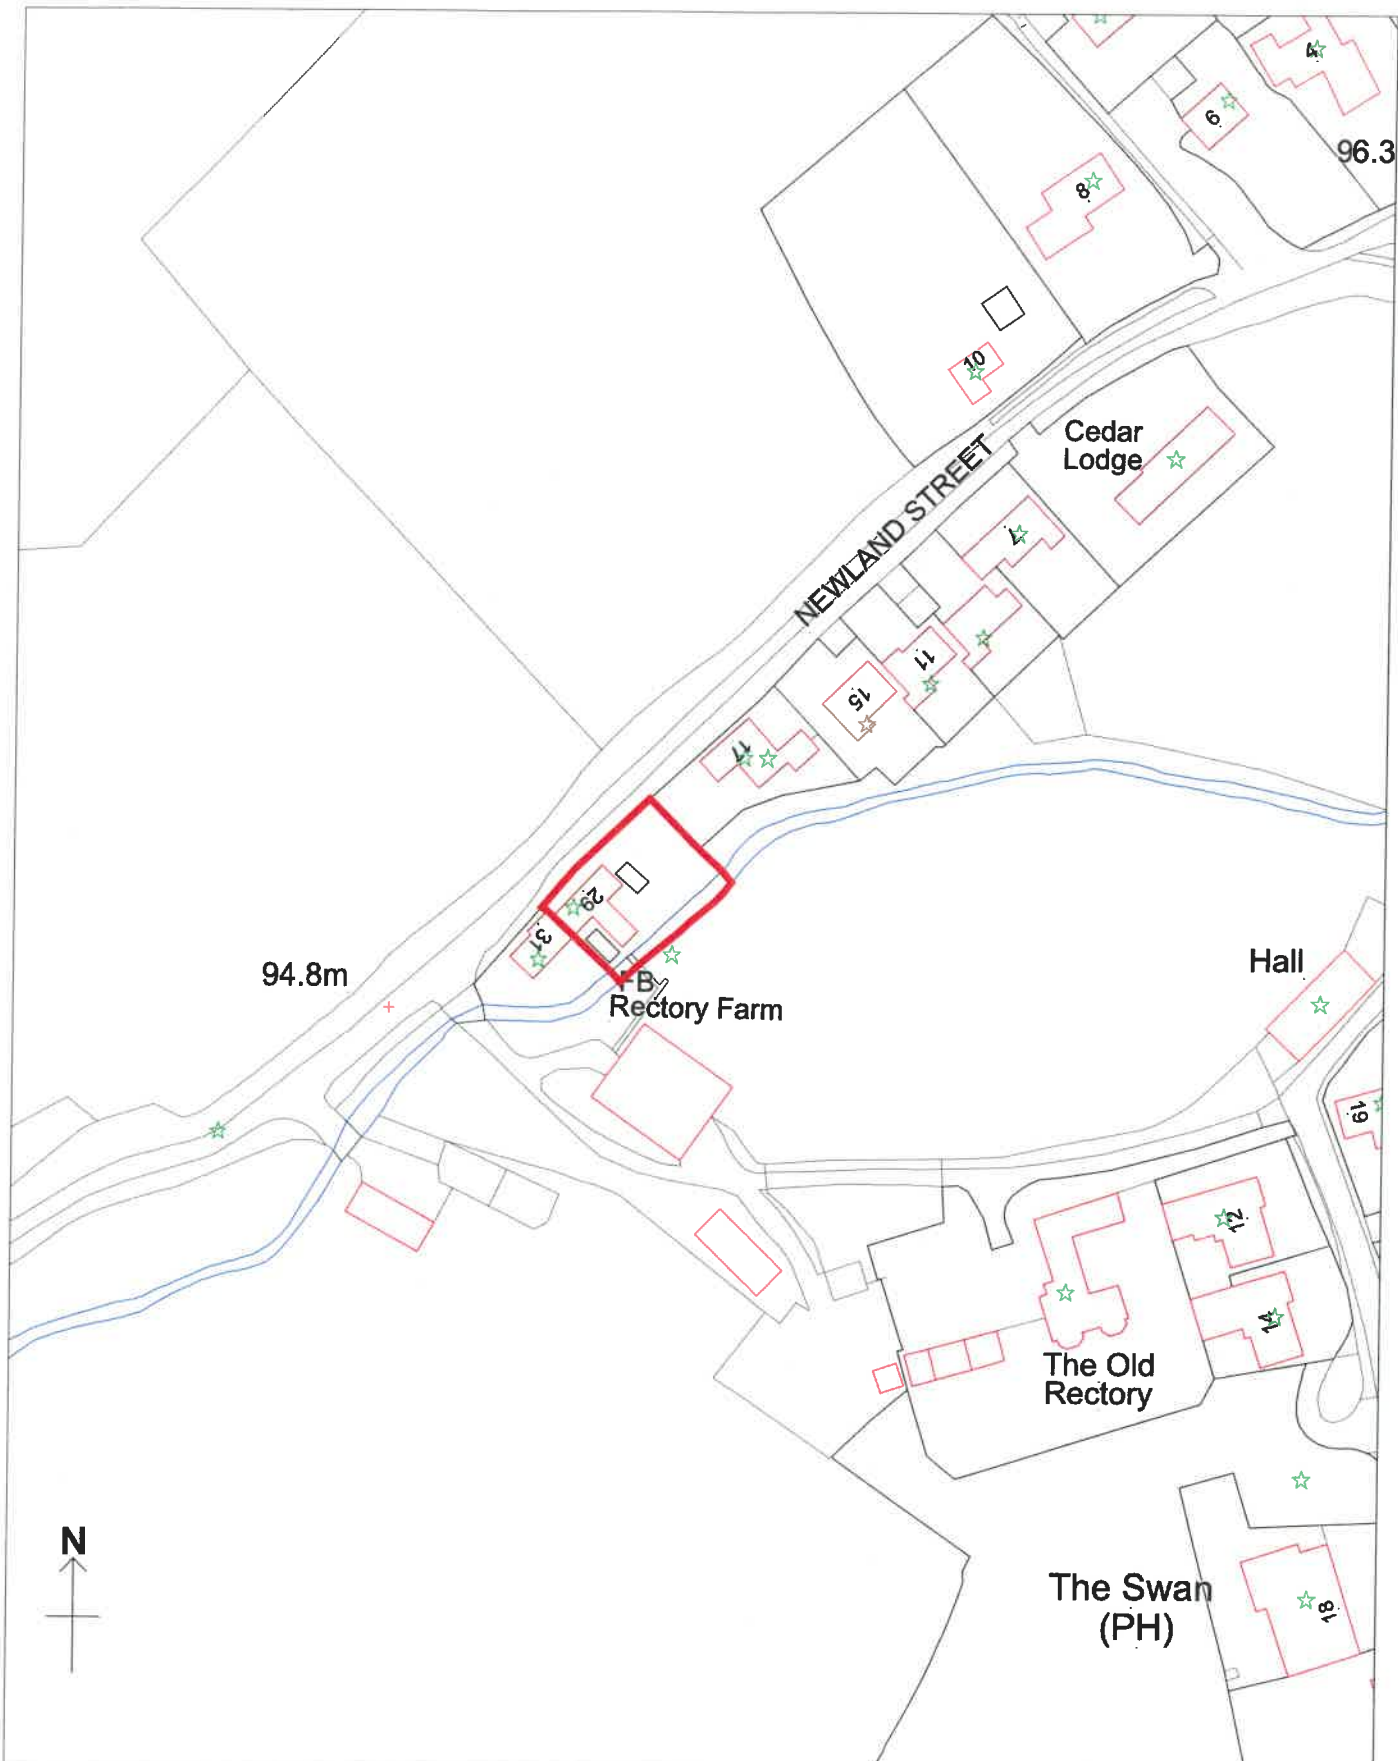 4
9
96.3
8
10
Cedar
Lodge
NEWLAND STREET
7
11
15
17
29
31
94.8m
FB
Rectory Farm
Hall
19
12
14
The Old
Rectory
N
The Swan
(PH)
18